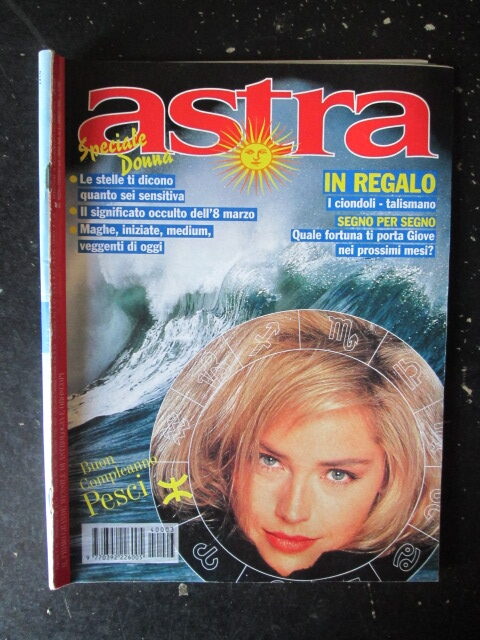 astra
Speciale
Donna
Le stelle ti dicono
quanto sei sensitiva
Il significato occulto dell'8 marzo
Maghe, iniziate, medium,
veggenti di oggi
IN REGALO
I ciondoli - talismano
SEGNO PER SEGNO
Quale fortuna ti porta Giove
nei prossimi mesi?
Buon
Compleanno
Pesci
40003